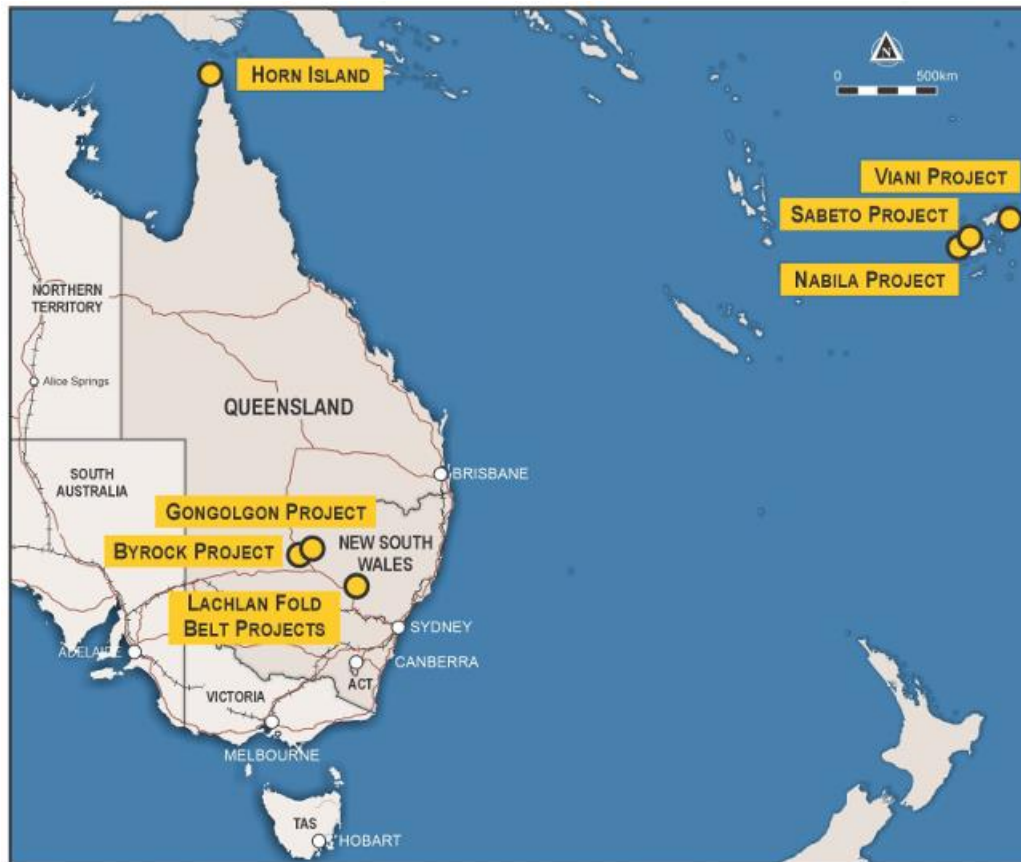 N
0 500km
HORN ISLAND
VIANI PROJECT
SABETO PROJECT
NABILA PROJECT
NORTHERN
TERRITORY
Alice Springs
QUEENSLAND
SOUTH
AUSTRALIA
BRISBANE
GONGOLGON PROJECT
BYROCK PROJECT
NEW SOUTH
WALES
LACHLAN FOLD
BELT PROJECTS
SYDNEY
ADELAIDE
CANBERRA
ACT
VICTORIA
MELBOURNE
TAS
HOBART